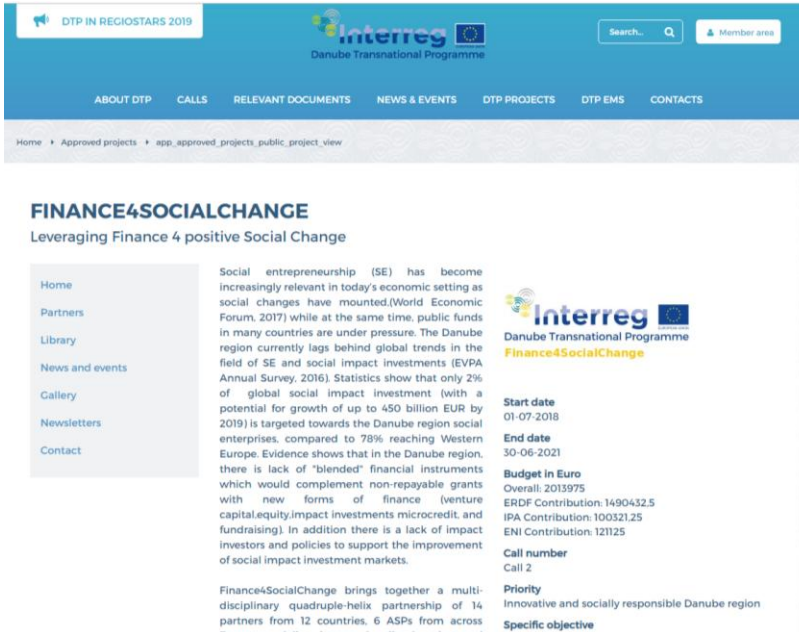 DTP IN REGIOSTARS 2019
Interreg
Danube Transnational Programme
Search...
Member area
ABOUT DTP CALLS RELEVANT DOCUMENTS NEWS & EVENTS DTP PROJECTS DTP EMS CONTACTS
Home Approved projects app_approved_projects_public_project_view
FINANCE4SOCIALCHANGE
Leveraging Finance 4 positive Social Change
Home
Partners
Library
News and events
Gallery
Newsletters
Contact
Social entrepreneurship (SE) has become
increasingly relevant in today's economic setting as
social changes have mounted,(World Economic
Forum, 2017) while at the same time, public funds
in many countries are under pressure. The Danube
region currently lags behind global trends in the
field of SE and social impact investments (EVPA
Annual Survey, 2016). Statistics show that only 2%
of global social impact investment (with a
potential for growth of up to 450 billion EUR by
2019) is targeted towards the Danube region social
enterprises, compared to 78% reaching Western
Europe. Evidence shows that in the Danube region,
there is lack of "blended" financial instruments
which would complement non-repayable grants
with new forms of finance (venture
capital,equity,impact investments microcredit, and
fundraising). In addition there is a lack of impact
investors and policies to support the improvement
of social impact investment markets.
Finance4SocialChange brings together a multi-
disciplinary quadruple-helix partnership of 14
partners from 12 countries, 6 ASPs from across
Interreg
Danube Transnational Programme
Finance4SocialChange
Start date
01-07-2018
End date
30-06-2021
Budget in Euro
Overall: 2013975
ERDF Contribution: 1490432,5
IPA Contribution: 100321,25
ENI Contribution: 121125
Call number
Call 2
Priority
Innovative and socially responsible Danube region
Specific objective